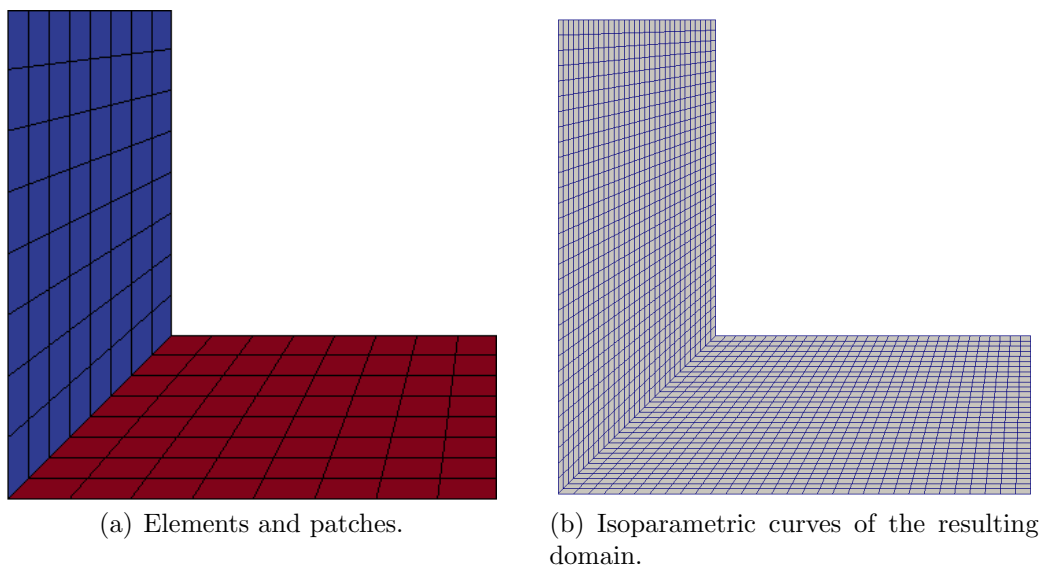 (a) Elements and patches.
(b) Isoparametric curves of the resulting
domain.